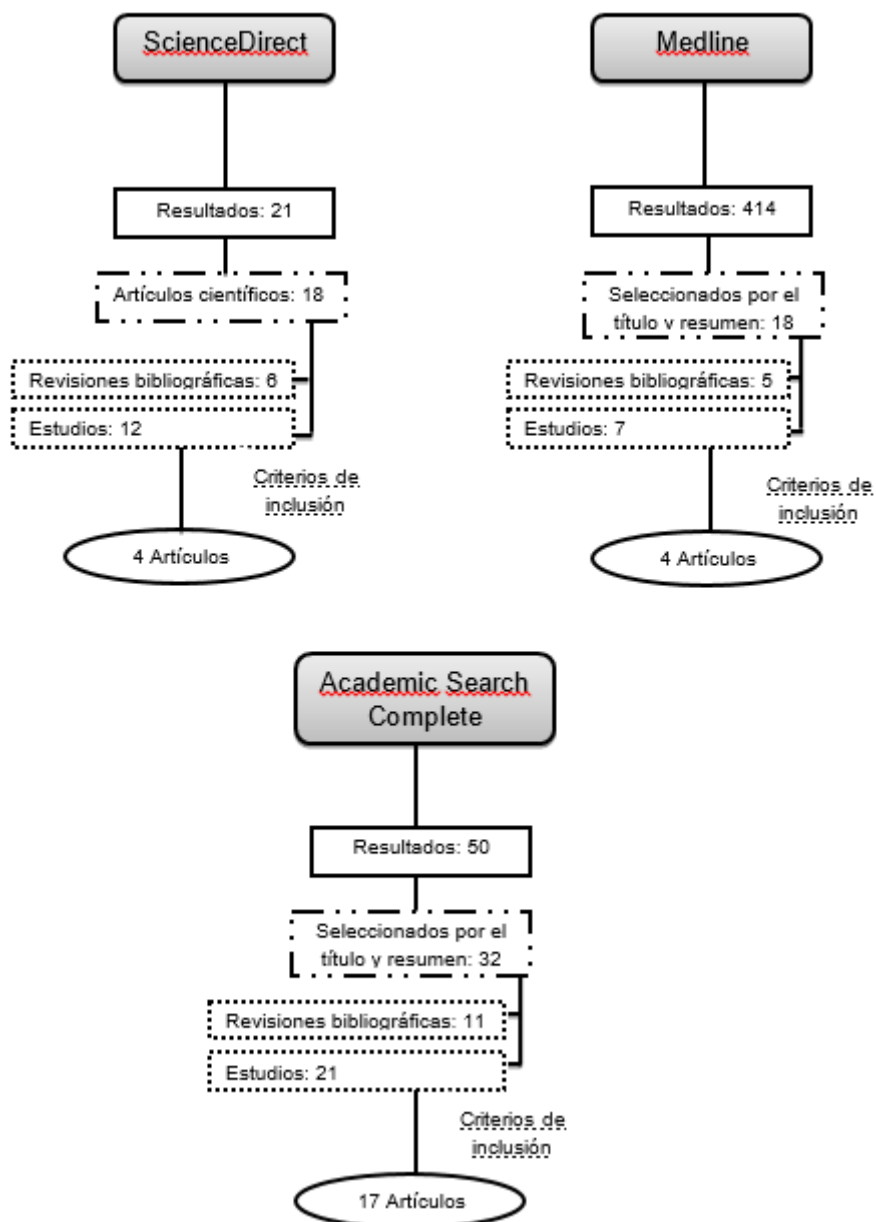 ScienceDirect
Resultados: 21
Artículos científicos: 18
Revisiones bibliográficas: 6
Estudios: 12
Criterios de
inclusión
4 Artículos
Medline
Resultados: 414
Seleccionados por el
título y resumen: 18
Revisiones bibliográficas: 5
Estudios: 7
Criterios de
inclusión
4 Artículos
Academic Search
Complete
Resultados: 50
Seleccionados por el
título y resumen: 32
Revisiones bibliográficas: 11
Estudios: 21
Criterios de
inclusión
17 Artículos